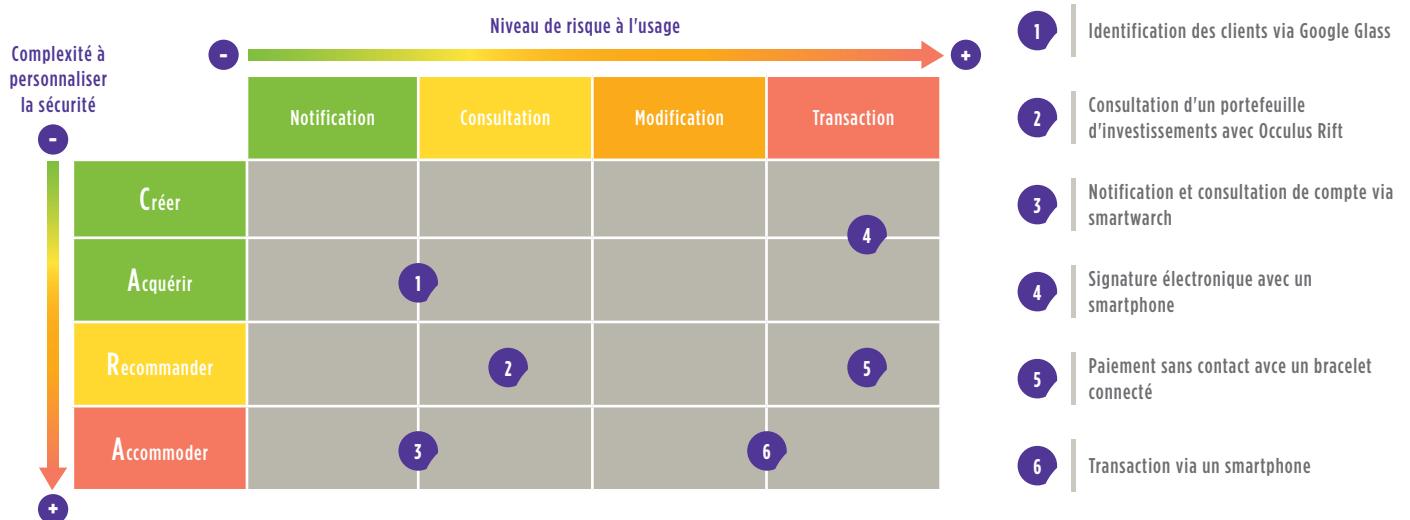 Niveau de risque à l'usage
Complexité à
personnaliser
la sécurité
-
+
-
Notification
Consultation
Modification
Transaction
Créer
4
Acquérir
1
Recommander
2
5
Accommoder
3
6
+
1
Identification des clients via Google Glass
2
Consultation d'un portefeuille
d'investissements avec Occulus Rift
3
Notification et consultation de compte via
smartwarch
4
Signature électronique avec un
smartphone
5
Paiement sans contact avce un bracelet
connecté
6
Transaction via un smartphone